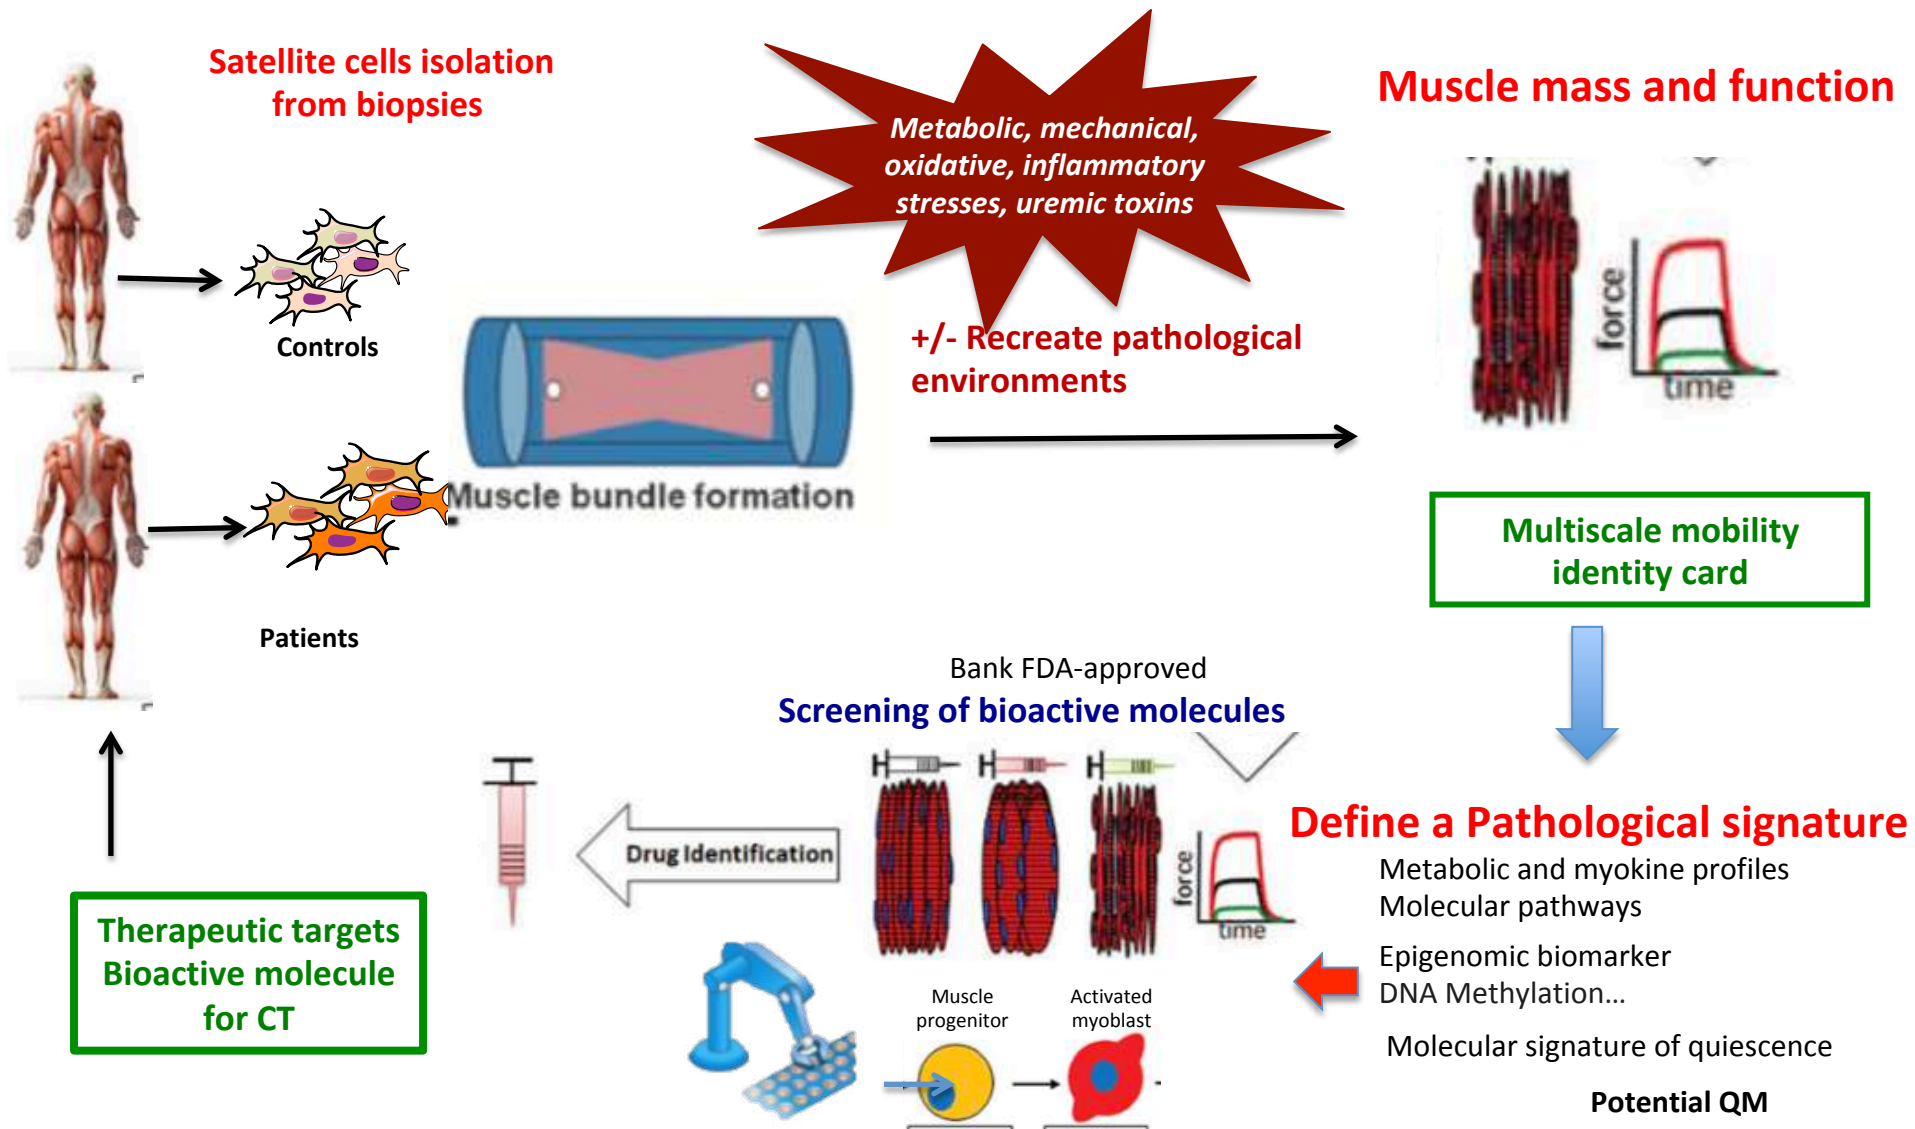 Satellite cells isolation
from biopsies
Metabolic, mechanical,
oxidative, inflammatory
stresses, uremic toxins
Muscle mass and function
Controls
+/- Recreate pathological
environments
force
time
Muscle bundle formation
Multiscale mobility
identity card
Patients
Bank FDA-approved
Screening of bioactive molecules
Define a Pathological signature
Drug Identification
force
time
Metabolic and myokine profiles
Molecular pathways
Epigenomic biomarker
DNA Methylation...
Molecular signature of quiescence
Potential QM
Therapeutic targets
Bioactive molecule
for CT
Muscle
progenitor
Activated
myoblast